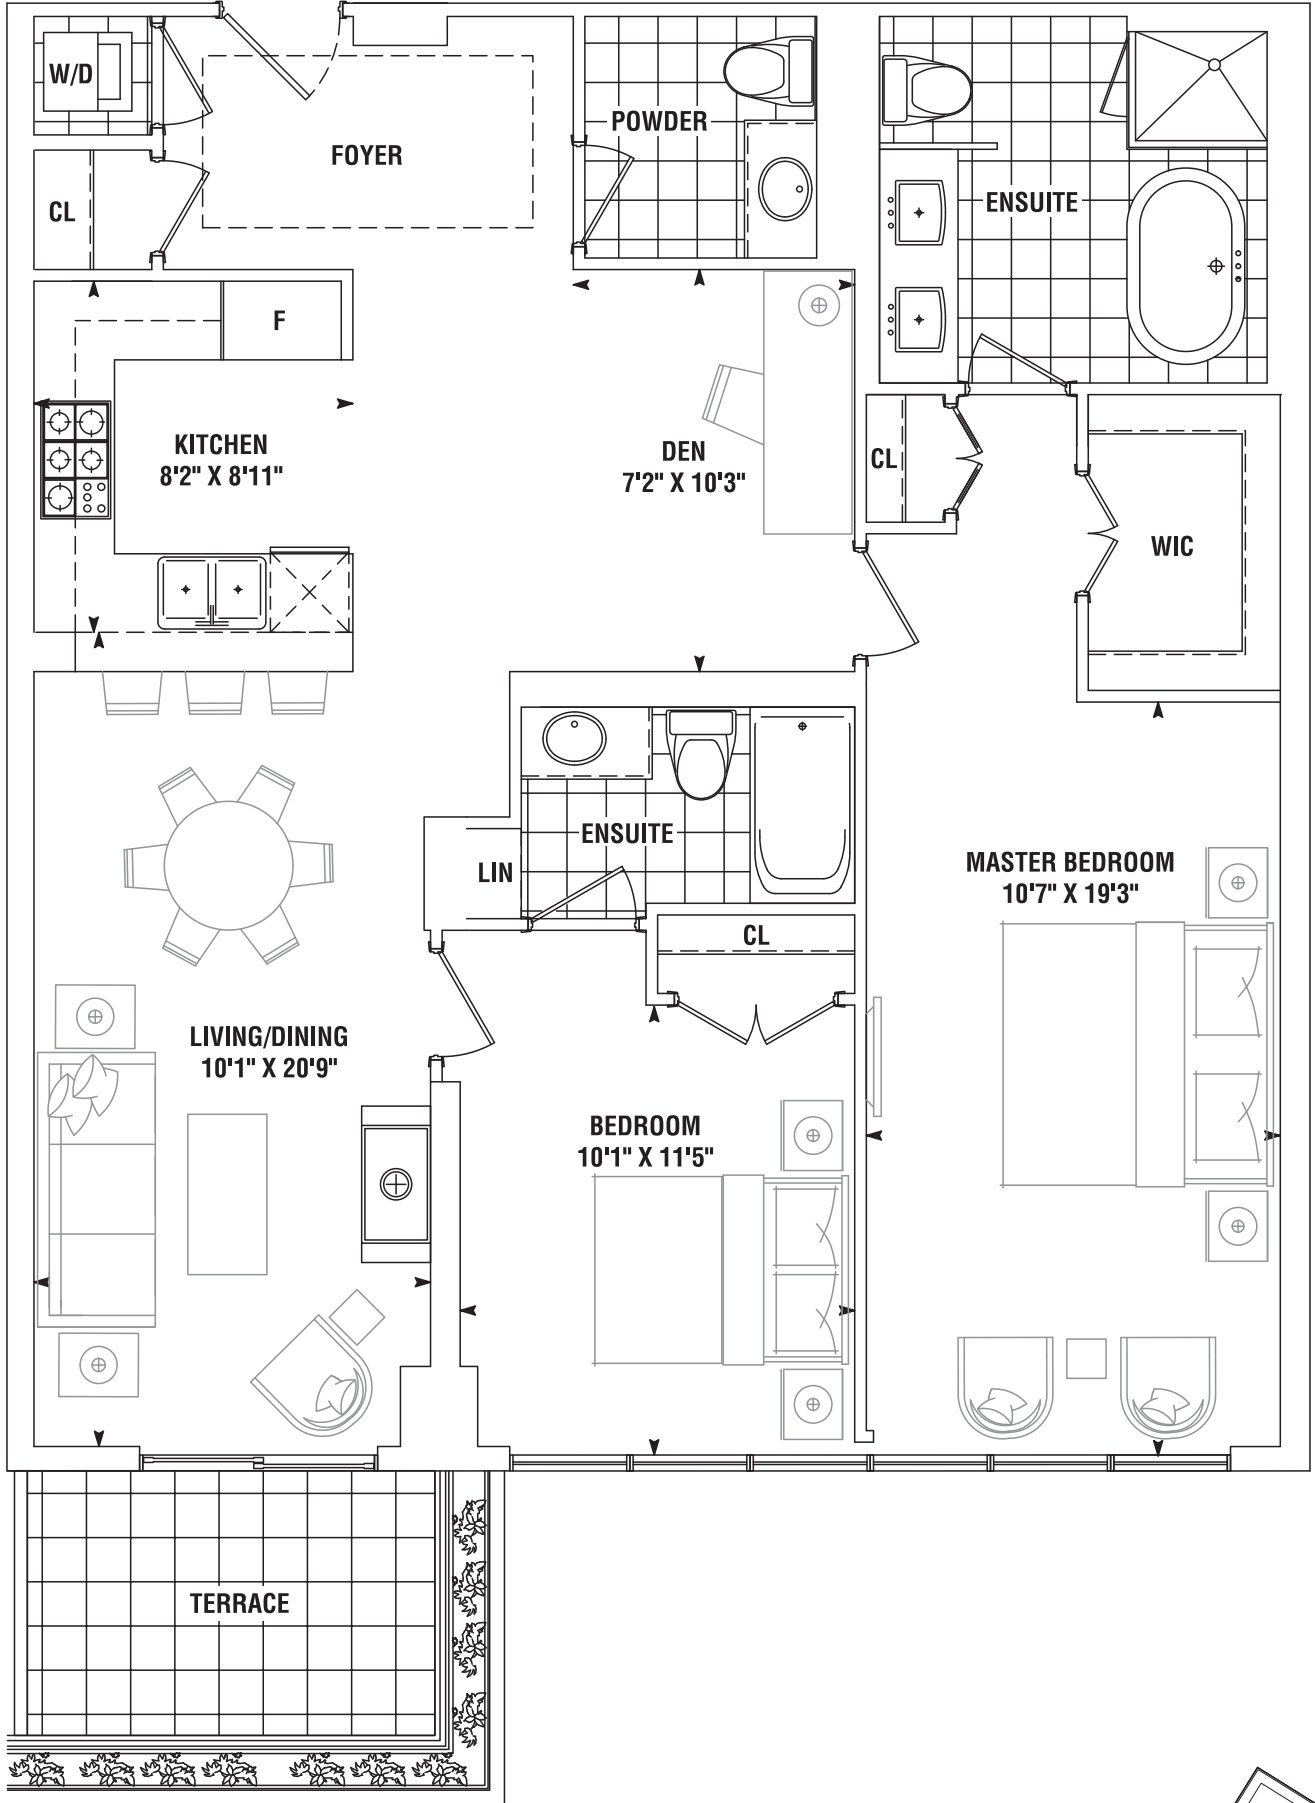 W/D
FOYER
POWDER
ENSUITE
CL
F
KITCHEN
8'2" X 8'11"
DEN
7'2" X 10'3"
CL
WIC
ENSUITE
LIN
CL
MASTER BEDROOM
10'7" X 19'3"
LIVING/DINING
10'1" X 20'9"
BEDROOM
10'1" X 11'5"
TERRACE